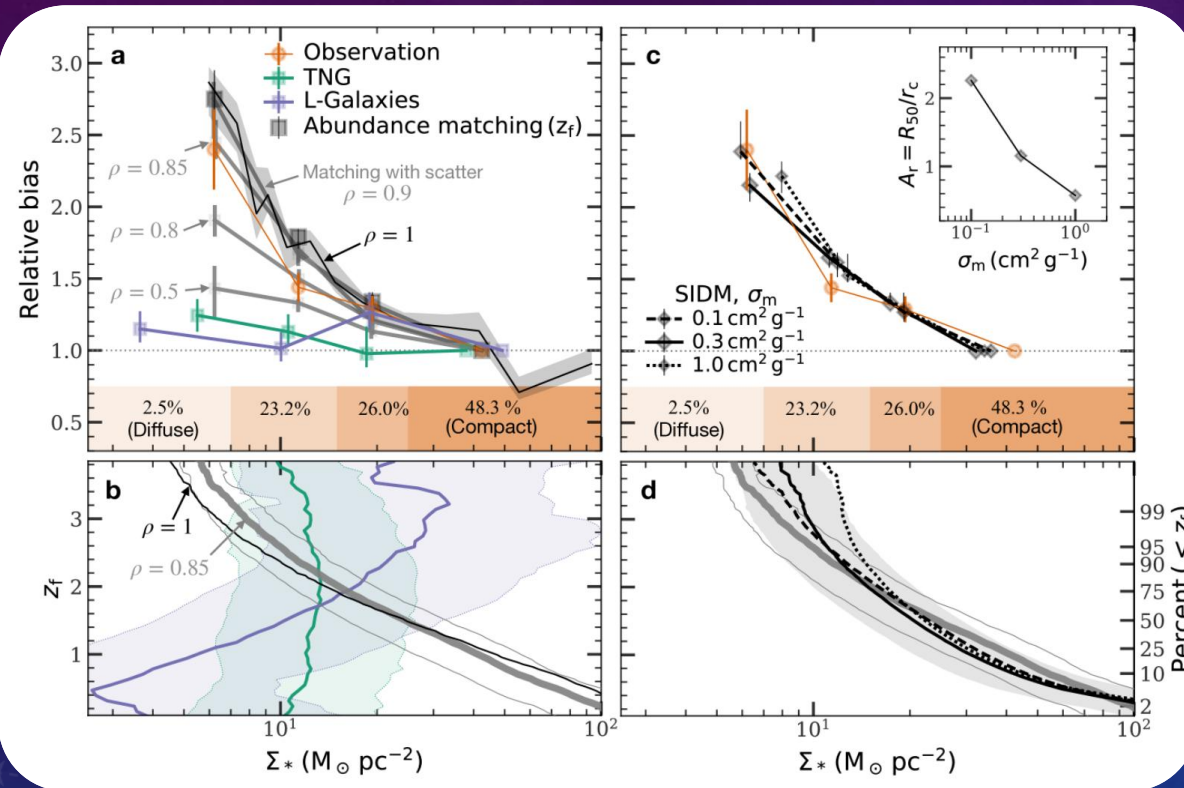 a
Observation
TNG
L-Galaxies
Abundance matching (z_f)
Matching with scatter
ρ = 0.9
ρ = 0.85
ρ = 0.8
ρ = 0.5
ρ = 1
Relative bias
3.0
2.5
2.0
1.5
1.0
0.5
2.5%
(Diffuse)
23.2%
26.0%
48.3 %
(Compact)
c
A_r = R_50/r_c
2
1
10^−1
10^0
σ_m (cm^2 g^−1)
SIDM, σ_m
0.1 cm^2 g^−1
0.3 cm^2 g^−1
1.0 cm^2 g^−1
2.5%
(Diffuse)
23.2%
26.0%
48.3 %
(Compact)
b
ρ = 1
ρ = 0.85
z_f
3
2
1
10^1
10^2
Σ_* (M_⊙ pc^−2)
d
99
95
90
75
50
25
10
2
Percent (< z
10^1
10^2
Σ_* (M_⊙ pc^−2)